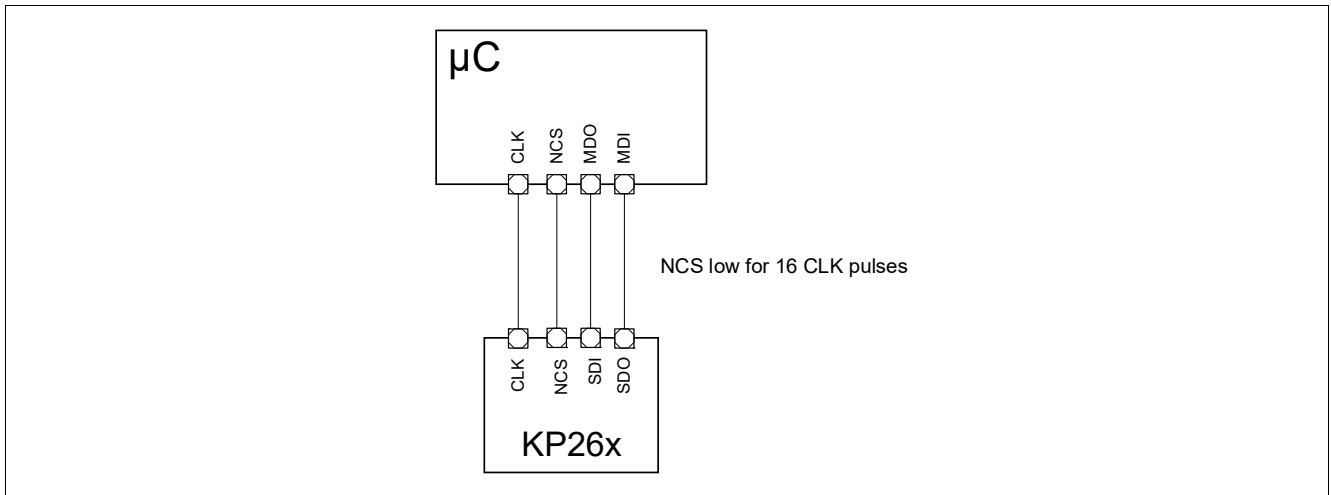 µC
CLK
NCS
MDO
MDI
NCS low for 16 CLK pulses
CLK
NCS
SDI
SDO
KP26x